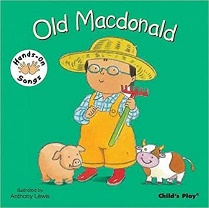 Old Macdonald
Hands-on
Songs
illustrated by
Anthony Lewis
Child's Play®